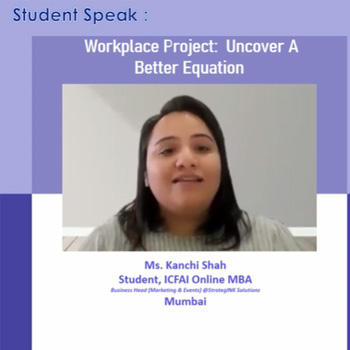 Student Speak :
Workplace Project: Uncover A
Better Equation
Ms. Kanchi Shah
Student, ICFAI Online MBA
Business Head (Marketing & Events) @StrategINK Solutions
Mumbai